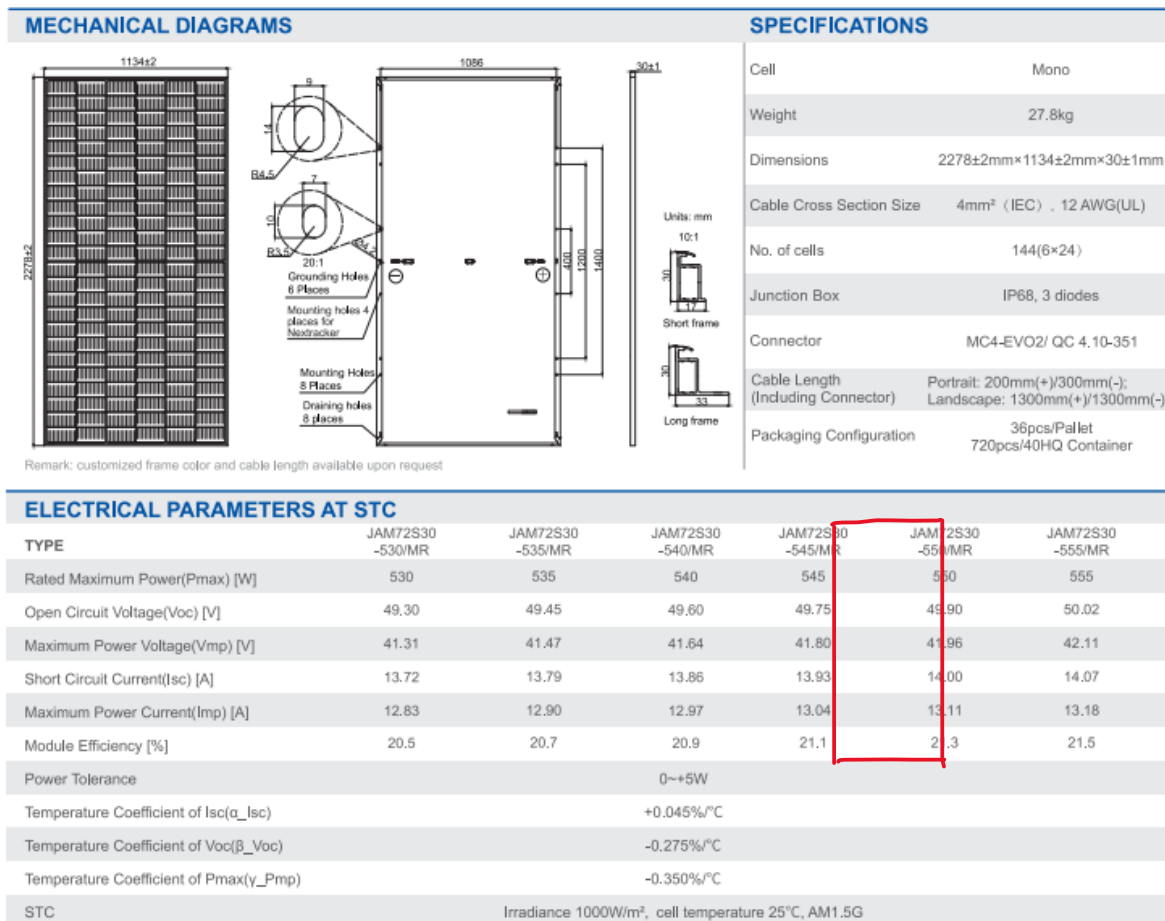 MECHANICAL DIAGRAMS
1134±2
2278±2
9
14
R4.5
7
10
R3.5
20:1
Grounding Holes
6 Places
Mounting holes 4
places for
Nextracker
Mounting Holes
8 Places
Draining holes
8 places
1086
400
1200
1400
30±1
Units: mm
10:1
30
17
Short frame
30
33
Long frame
Remark: customized frame color and cable length available upon request
SPECIFICATIONS
Cell Mono
Weight 27.8kg
Dimensions 2278±2mm×1134±2mm×30±1mm
Cable Cross Section Size 4mm² (IEC) , 12 AWG(UL)
No. of cells 144(6×24)
Junction Box IP68, 3 diodes
Connector MC4-EVO2/ QC 4.10-351
Cable Length Portrait: 200mm(+)/300mm(-);
(Including Connector) Landscape: 1300mm(+)/1300mm(-)
Packaging Configuration 36pcs/Pallet
720pcs/40HQ Container
ELECTRICAL PARAMETERS AT STC
TYPE JAM72S30 -530/MR JAM72S30 -535/MR JAM72S30 -540/MR JAM72S30 -545/MR JAM72S30 -550/MR JAM72S30 -555/MR
Rated Maximum Power(Pmax) [W] 530 535 540 545 550 555
Open Circuit Voltage(Voc) [V] 49.30 49.45 49.60 49.75 49.90 50.02
Maximum Power Voltage(Vmp) [V] 41.31 41.47 41.64 41.80 41.96 42.11
Short Circuit Current(Isc) [A] 13.72 13.79 13.86 13.93 14.00 14.07
Maximum Power Current(Imp) [A] 12.83 12.90 12.97 13.04 13.11 13.18
Module Efficiency [%] 20.5 20.7 20.9 21.1 21.3 21.5
Power Tolerance 0~+5W
Temperature Coefficient of Isc(α_Isc) +0.045%/°C
Temperature Coefficient of Voc(β_Voc) -0.275%/°C
Temperature Coefficient of Pmax(γ_Pmp) -0.350%/°C
STC Irradiance 1000W/m², cell temperature 25°C, AM1.5G